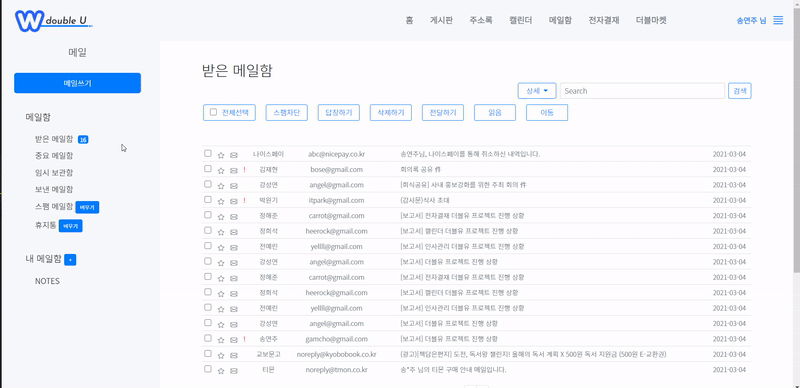 W double U
홈 게시판 주소록 캘린더 메일함 전자결재 더블마켓 송연주 님
메일
메일쓰기
메일함
받은 메일함 16
중요 메일함
임시 보관함
보낸 메일함
스팸 메일함 비우기
휴지통 비우기
내 메일함 +
NOTES
받은 메일함
상세 Search 검색
전체선택 스팸차단 답장하기 삭제하기 전달하기 읽음 이동
나이스페이 abc@nicepay.co.kr 송연주님, 나이스페이를 통해 취소하신 내역입니다. 2021-03-04
! 김재현 bose@gmail.com 회의록 공유 件 2021-03-04
강성연 angel@gmail.com [회식공유] 사내 홍보강화를 위한 주최 회의 件 2021-03-04
! 박원기 itpark@gmail.com (감시문)식사 초대 2021-03-04
정해준 carrot@gmail.com [보고서] 전자결재 더블유 프로젝트 진행 상황 2021-03-04
정희석 heerock@gmail.com [보고서] 캘린더 더블유 프로젝트 진행 상황 2021-03-04
전예린 yellll@gmail.com [보고서] 인사관리 더블유 프로젝트 진행 상황 2021-03-04
강성연 angel@gmail.com [보고서] 더블유 프로젝트 진행 상황 2021-03-04
정해준 carrot@gmail.com [보고서] 전자결재 더블유 프로젝트 진행 상황 2021-03-04
정희석 heerock@gmail.com [보고서] 캘린더 더블유 프로젝트 진행 상황 2021-03-04
전예린 yellll@gmail.com [보고서] 인사관리 더블유 프로젝트 진행 상황 2021-03-04
강성연 angel@gmail.com [보고서] 더블유 프로젝트 진행 상황 2021-03-04
! 송연주 gamcho@gmail.com [보고서] 더블유 프로젝트 진행 상황 2021-03-04
교보문고 noreply@kyobobook.co.kr (광고)[책담은편지] 도전, 독서왕 챌린지! 올해의 독서 계획 X 500원 독서 지원금 (500원 E-교환권) 2021-03-04
티몬 noreply@tmon.co.kr 송*주 님의 티몬 구매 안내 메일입니다. 2021-03-04